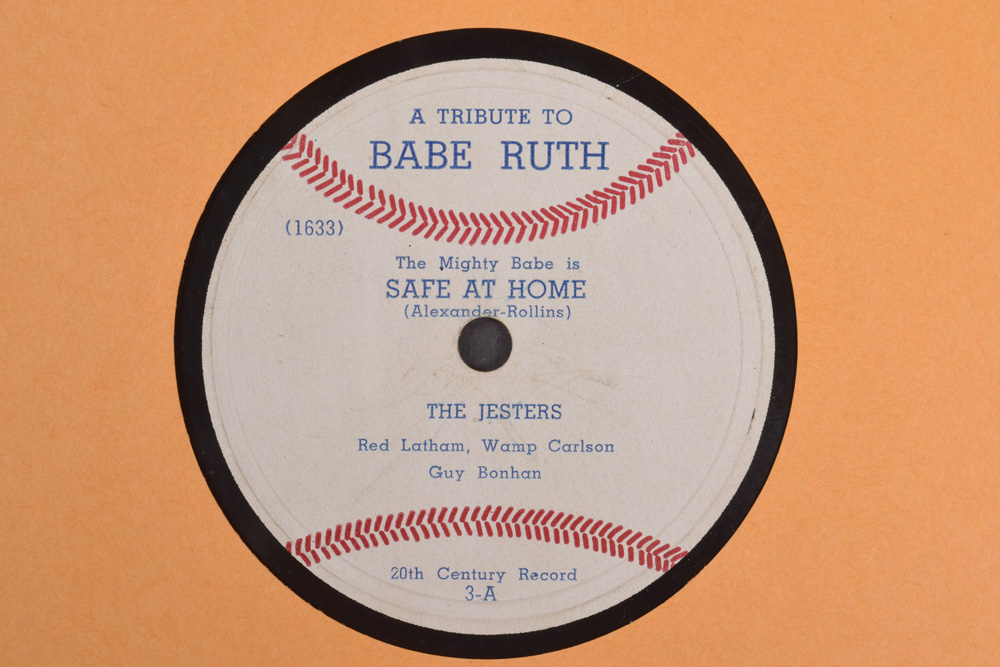 A TRIBUTE TO
BABE RUTH
(1633)
The Mighty Babe is
SAFE AT HOME
(Alexander-Rollins)
THE JESTERS
Red Latham, Wamp Carlson
Guy Bonhan
20th Century Record
3-A